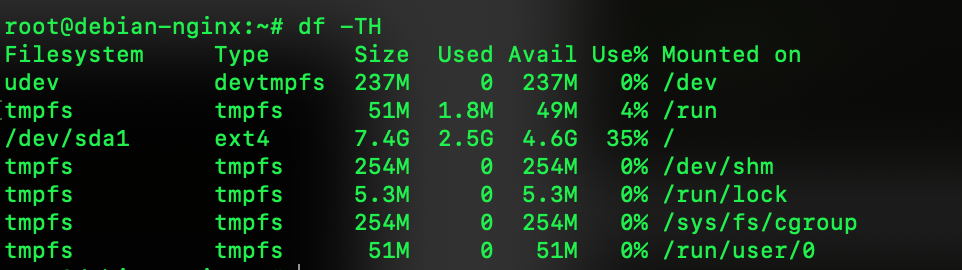 root@debian-nginx:~# df -TH
Filesystem     Type      Size  Used Avail Use% Mounted on
udev           devtmpfs  237M     0  237M   0% /dev
tmpfs          tmpfs      51M  1.8M   49M   4% /run
/dev/sda1      ext4      7.4G  2.5G  4.6G  35% /
tmpfs          tmpfs     254M     0  254M   0% /dev/shm
tmpfs          tmpfs     5.3M     0  5.3M   0% /run/lock
tmpfs          tmpfs     254M     0  254M   0% /sys/fs/cgroup
tmpfs          tmpfs      51M     0   51M   0% /run/user/0